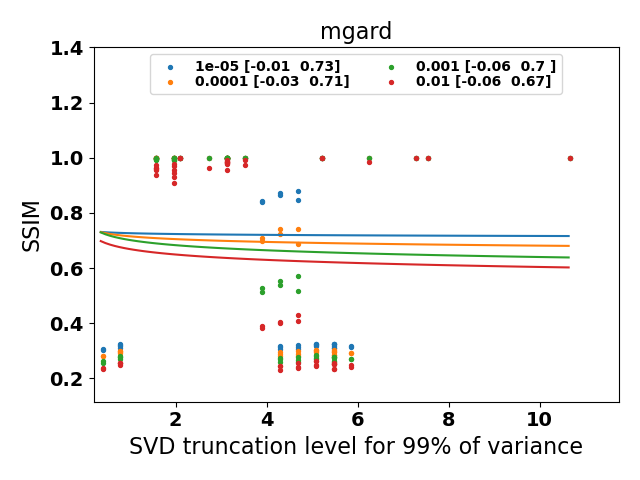 mgard
1e-05 [-0.01  0.73]
0.0001 [-0.03  0.71]
0.001 [-0.06  0.7 ]
0.01 [-0.06  0.67]
1.4
1.2
1.0
0.8
0.6
0.4
0.2
SSIM
2 4 6 8 10
SVD truncation level for 99% of variance